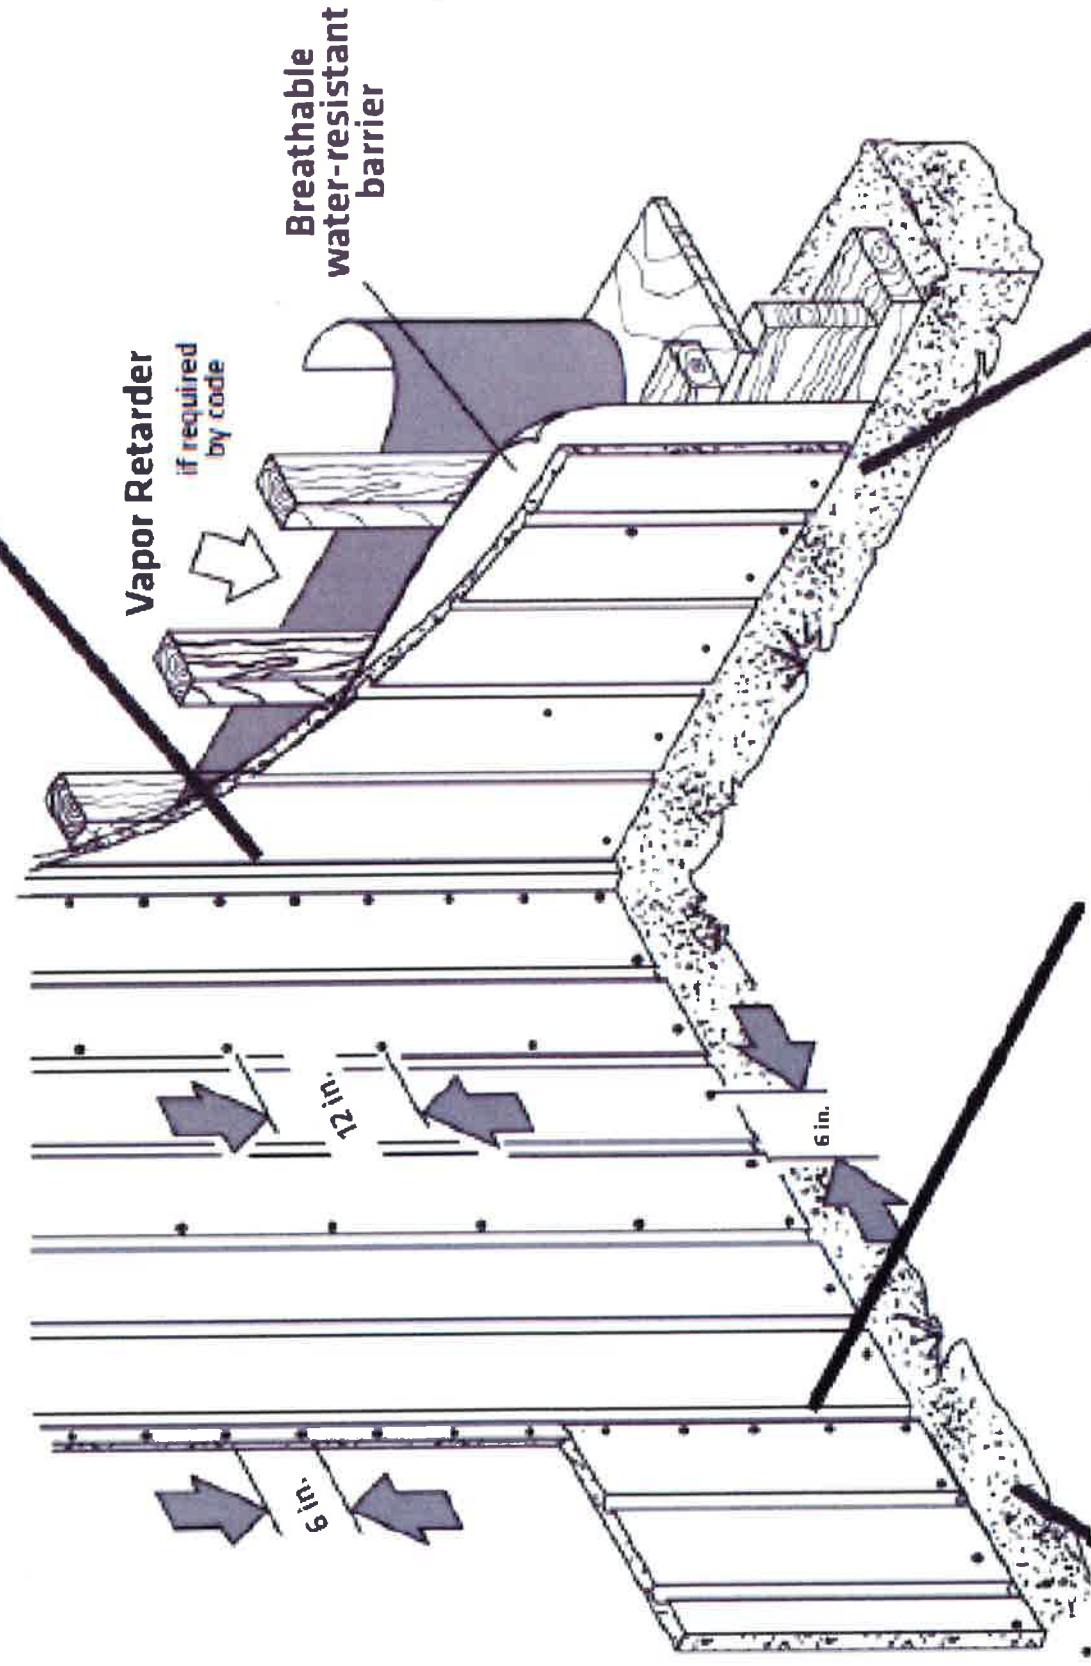 Breathable
water-resistant
barrier
Vapor Retarder
if required
by code
12 in.
6 in.
6 in.